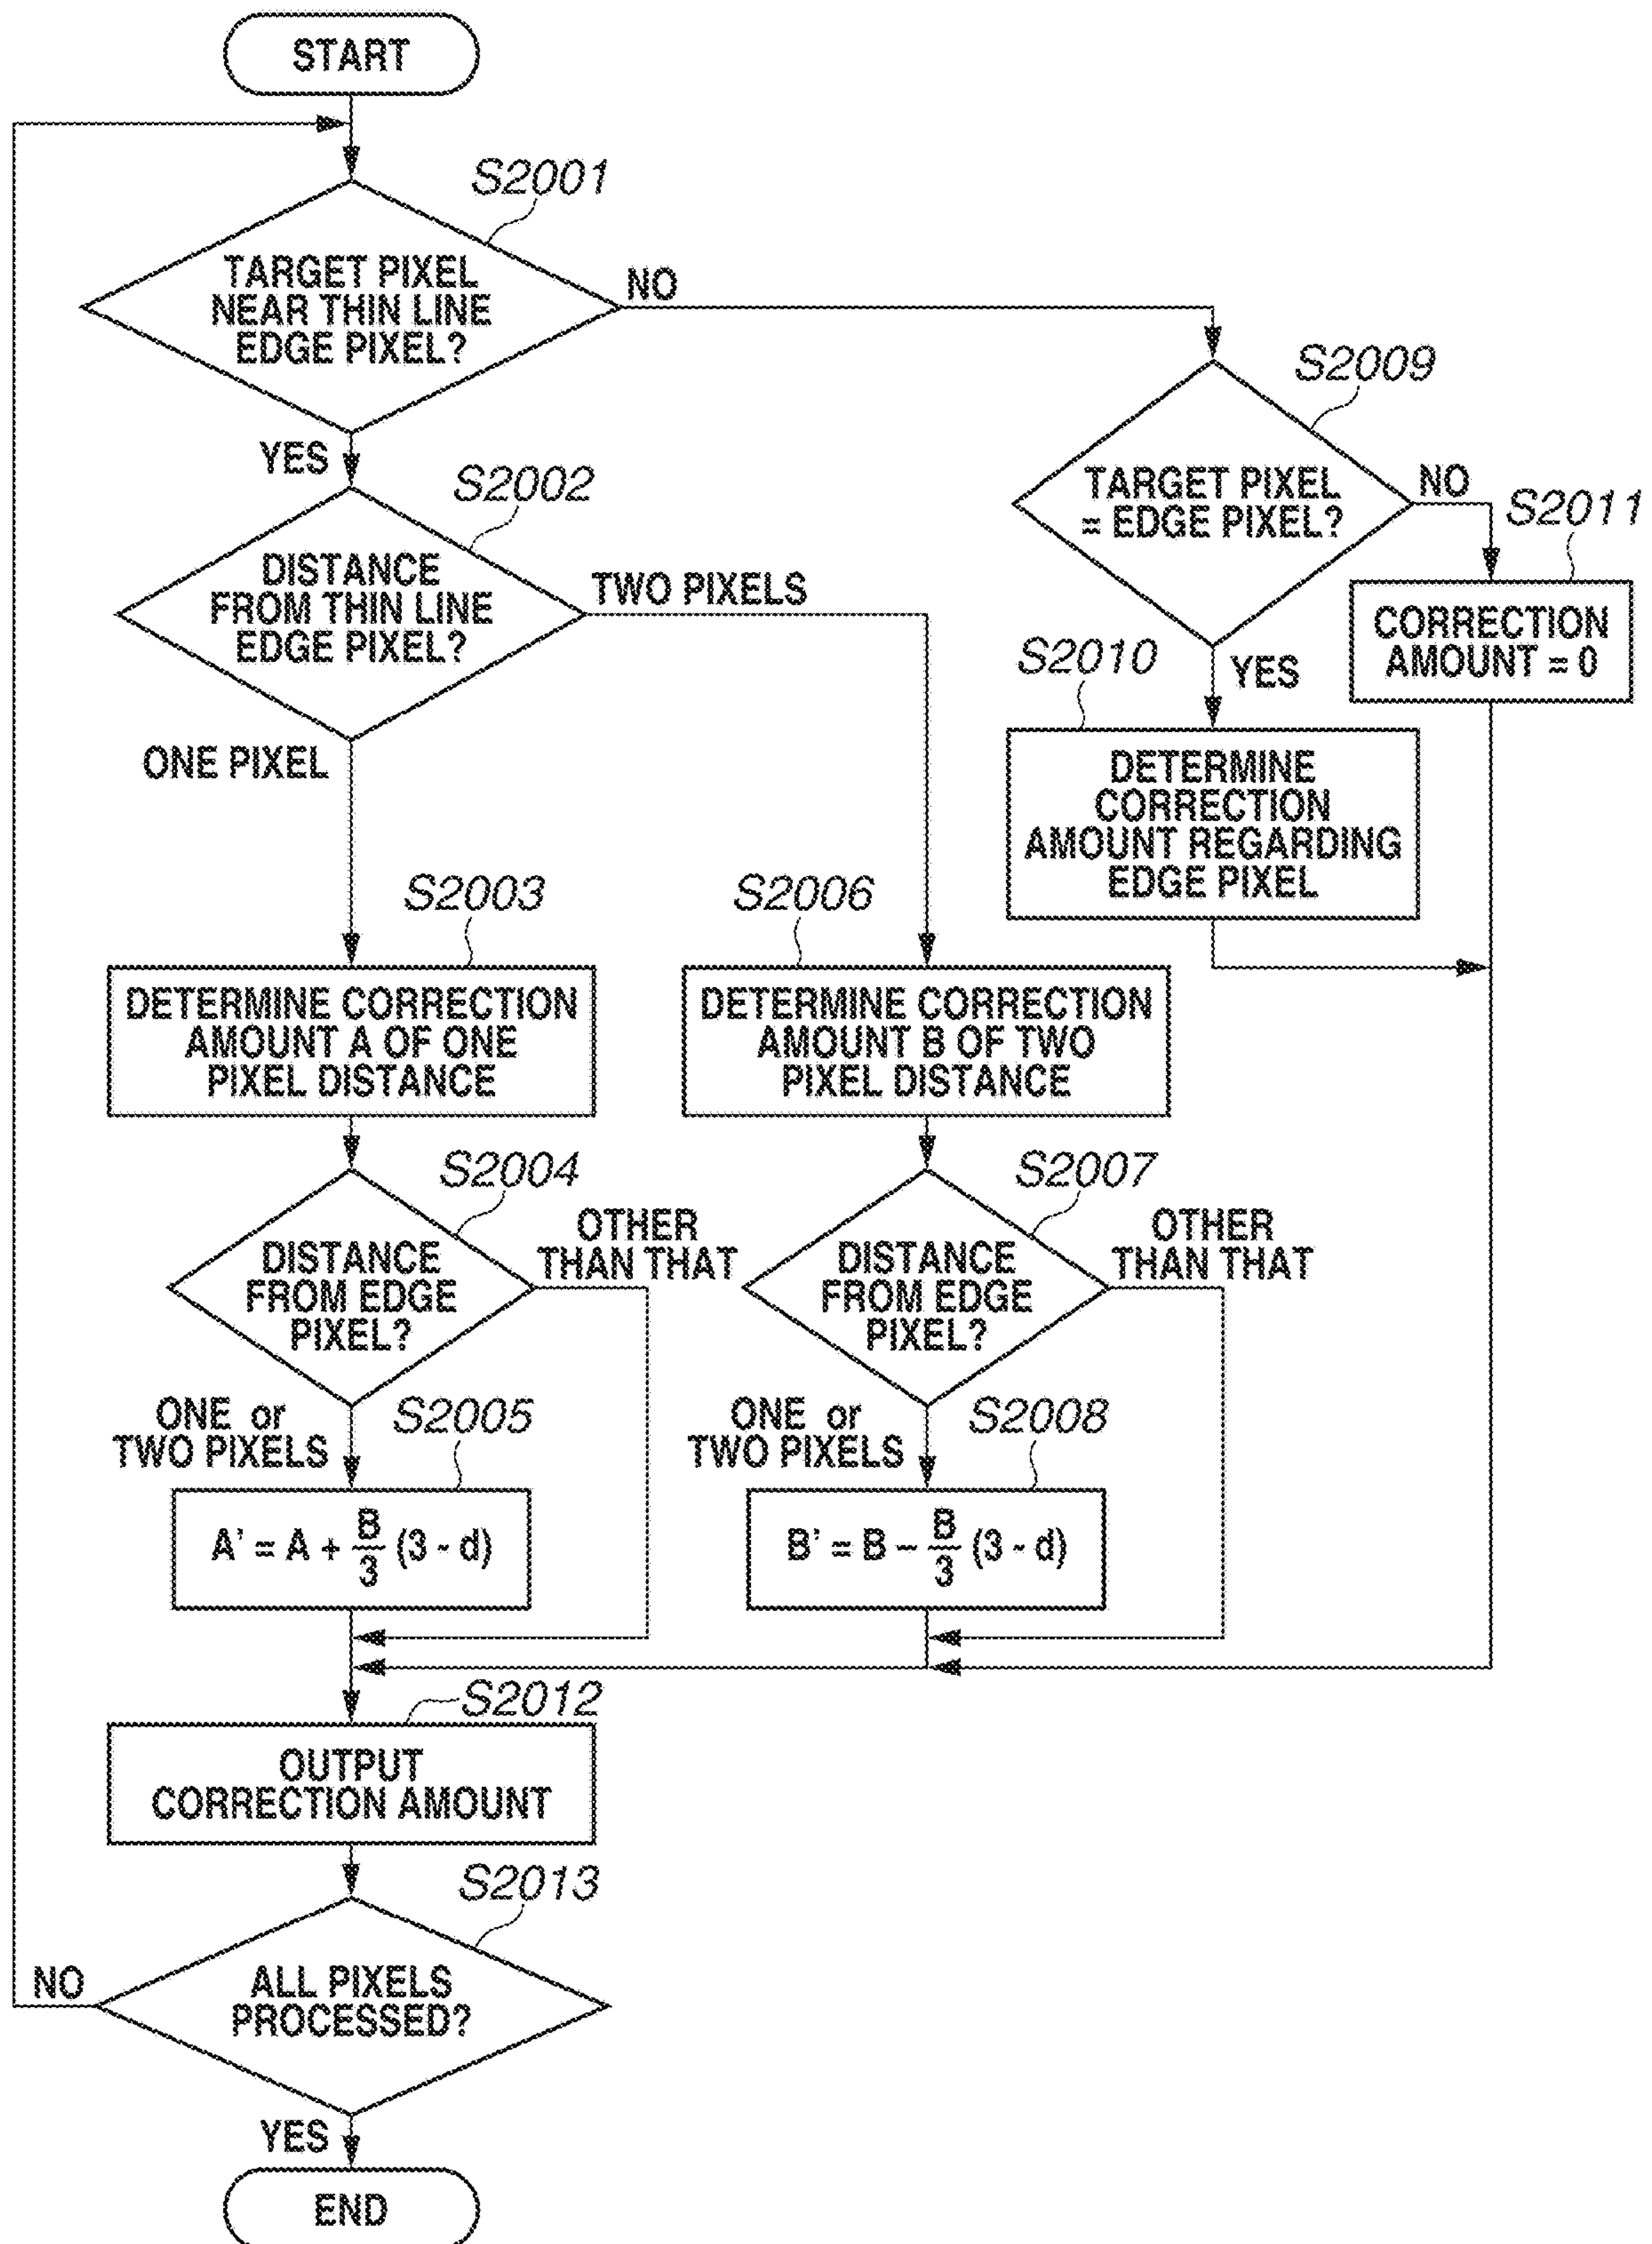 START
S2001
TARGET PIXEL
NEAR THIN LINE
EDGE PIXEL?
NO
YES
S2002
DISTANCE
FROM THIN LINE
EDGE PIXEL?
TWO PIXELS
ONE PIXEL
S2009
TARGET PIXEL
= EDGE PIXEL?
NO
S2011
CORRECTION
AMOUNT = 0
YES
S2010
DETERMINE
CORRECTION
AMOUNT REGARDING
EDGE PIXEL
S2003
DETERMINE CORRECTION
AMOUNT A OF ONE
PIXEL DISTANCE
S2006
DETERMINE CORRECTION
AMOUNT B OF TWO
PIXEL DISTANCE
S2004
DISTANCE
FROM EDGE
PIXEL?
OTHER
THAN THAT
ONE or
TWO PIXELS
S2005
A' = A + B/3 (3 - d)
S2007
DISTANCE
FROM EDGE
PIXEL?
OTHER
THAN THAT
ONE or
TWO PIXELS
S2008
B' = B - B/3 (3 - d)
S2012
OUTPUT
CORRECTION AMOUNT
S2013
ALL PIXELS
PROCESSED?
NO
YES
END